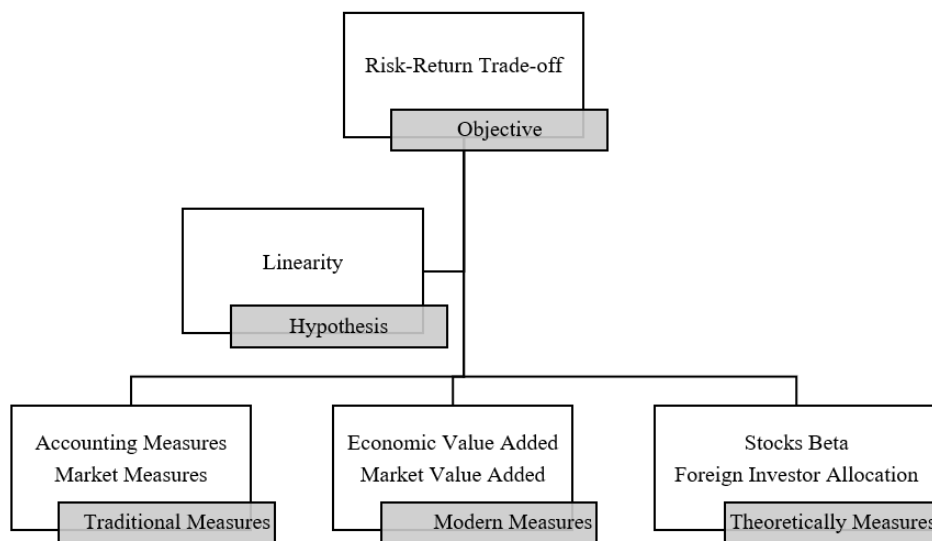 Risk-Return Trade-off
Objective
Linearity
Hypothesis
Accounting Measures
Market Measures
Traditional Measures
Economic Value Added
Market Value Added
Modern Measures
Stocks Beta
Foreign Investor Allocation
Theoretically Measures